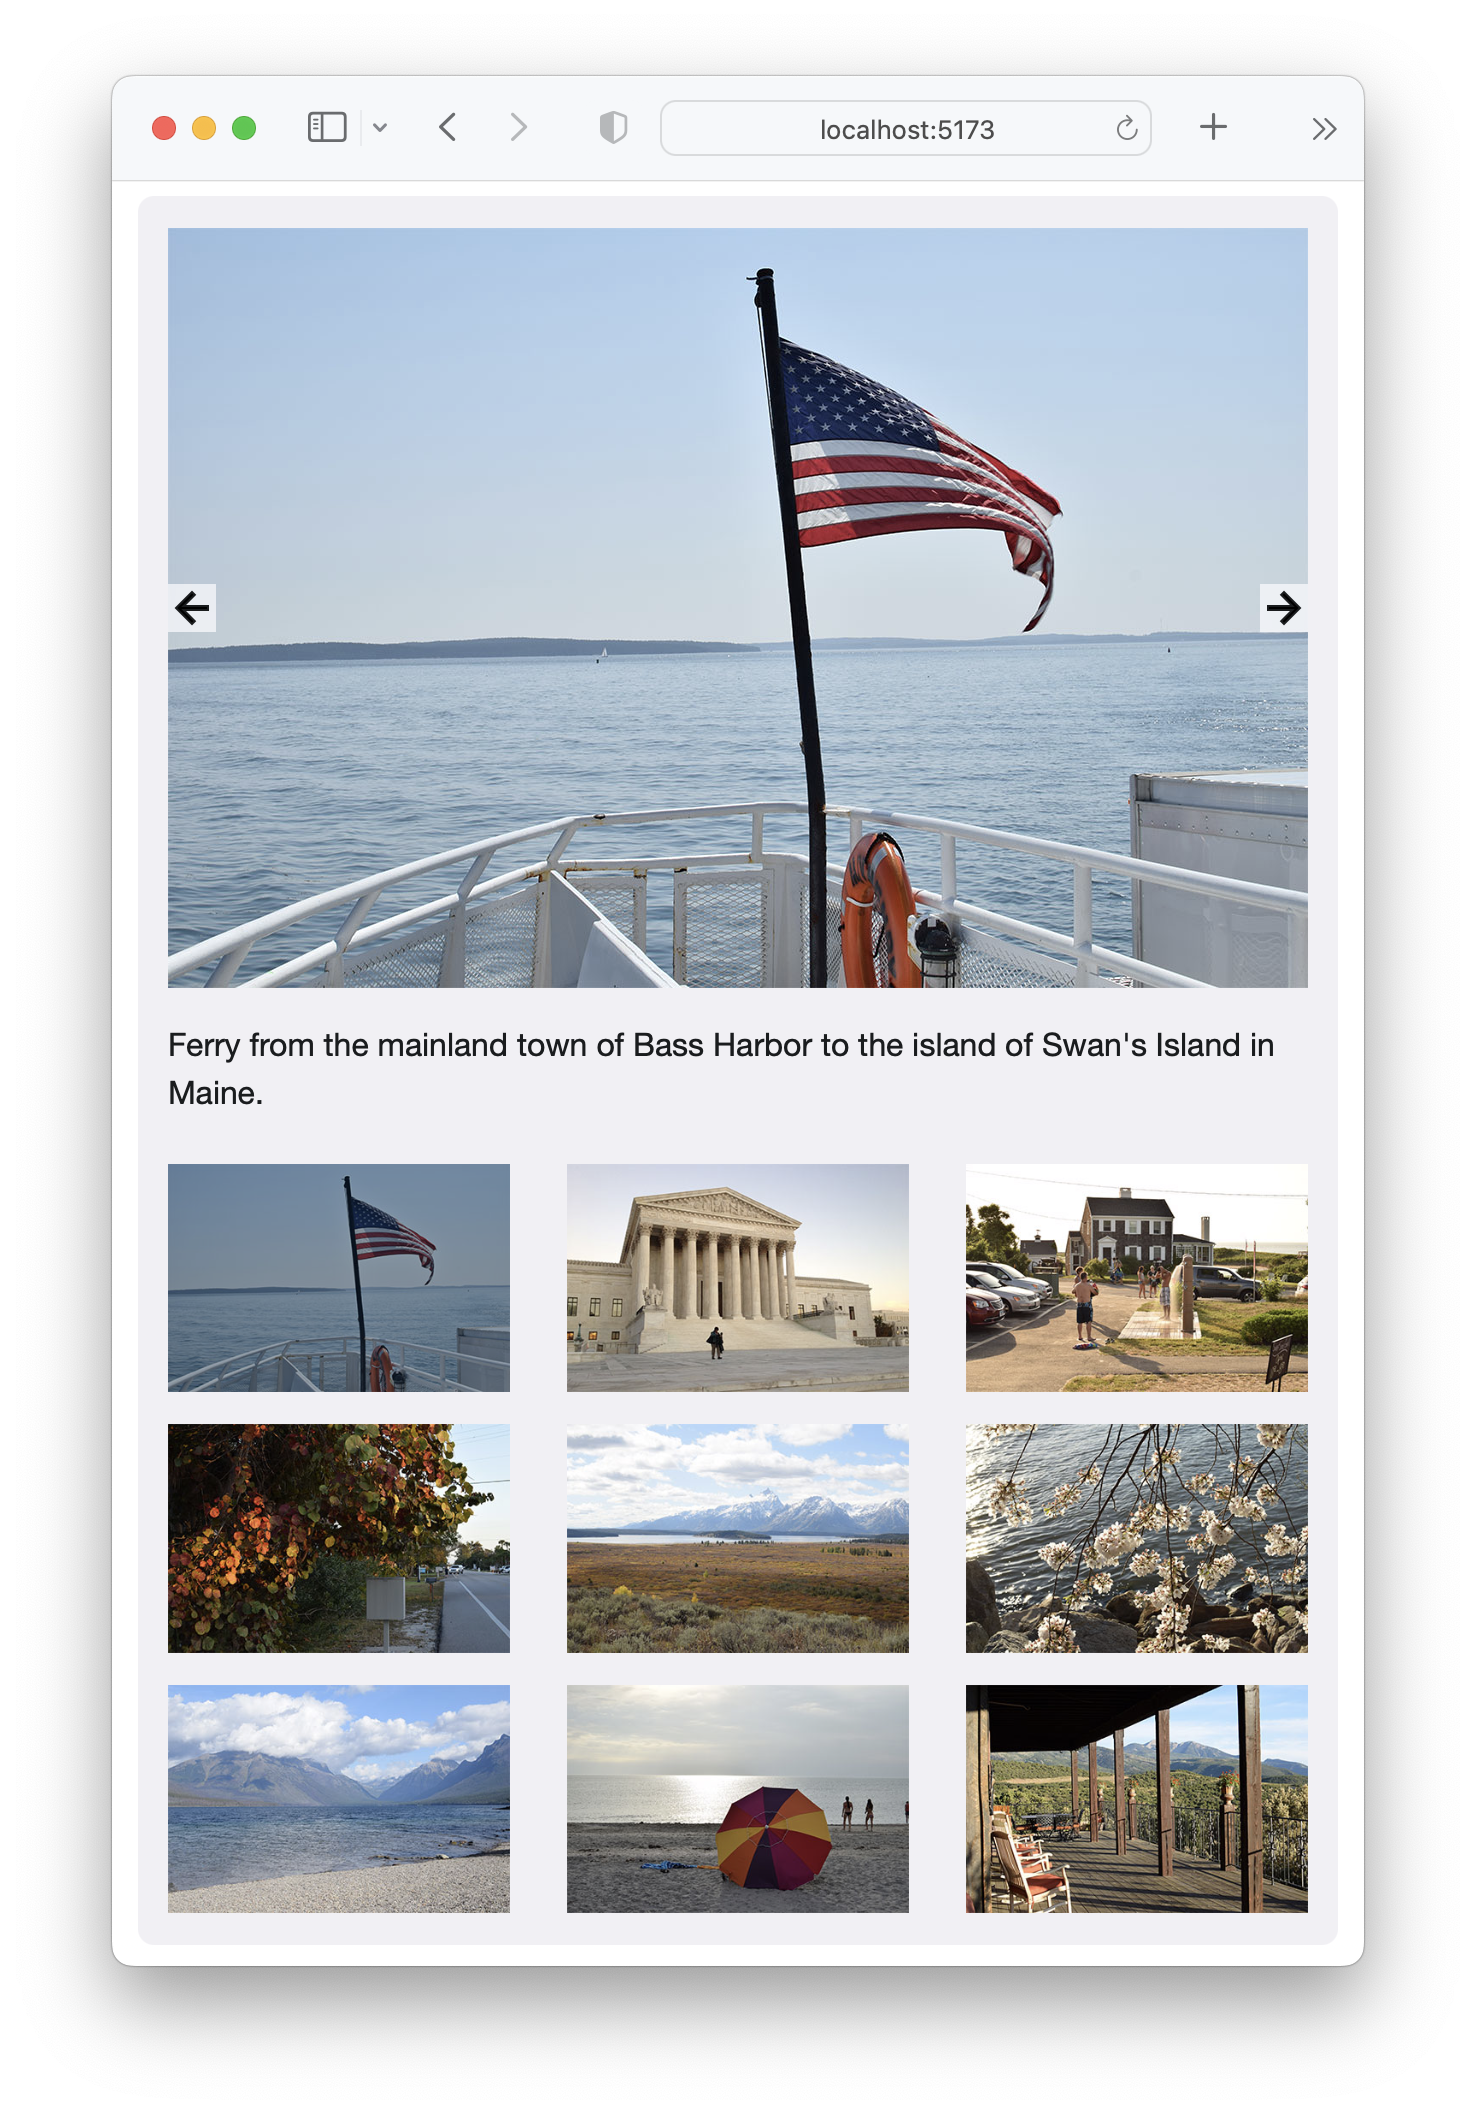 localhost:5173
Ferry from the mainland town of Bass Harbor to the island of Swan's Island in
Maine.